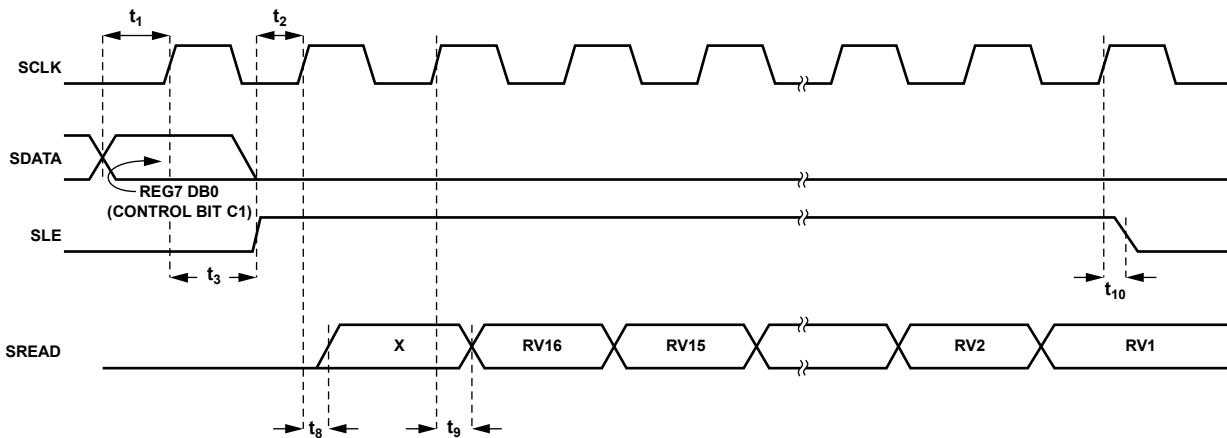 t1
t2
SCLK
SDATA
REG7 DB0
(CONTROL BIT C1)
SLE
t3
t10
SREAD
X
RV16
RV15
RV2
RV1
t8
t9